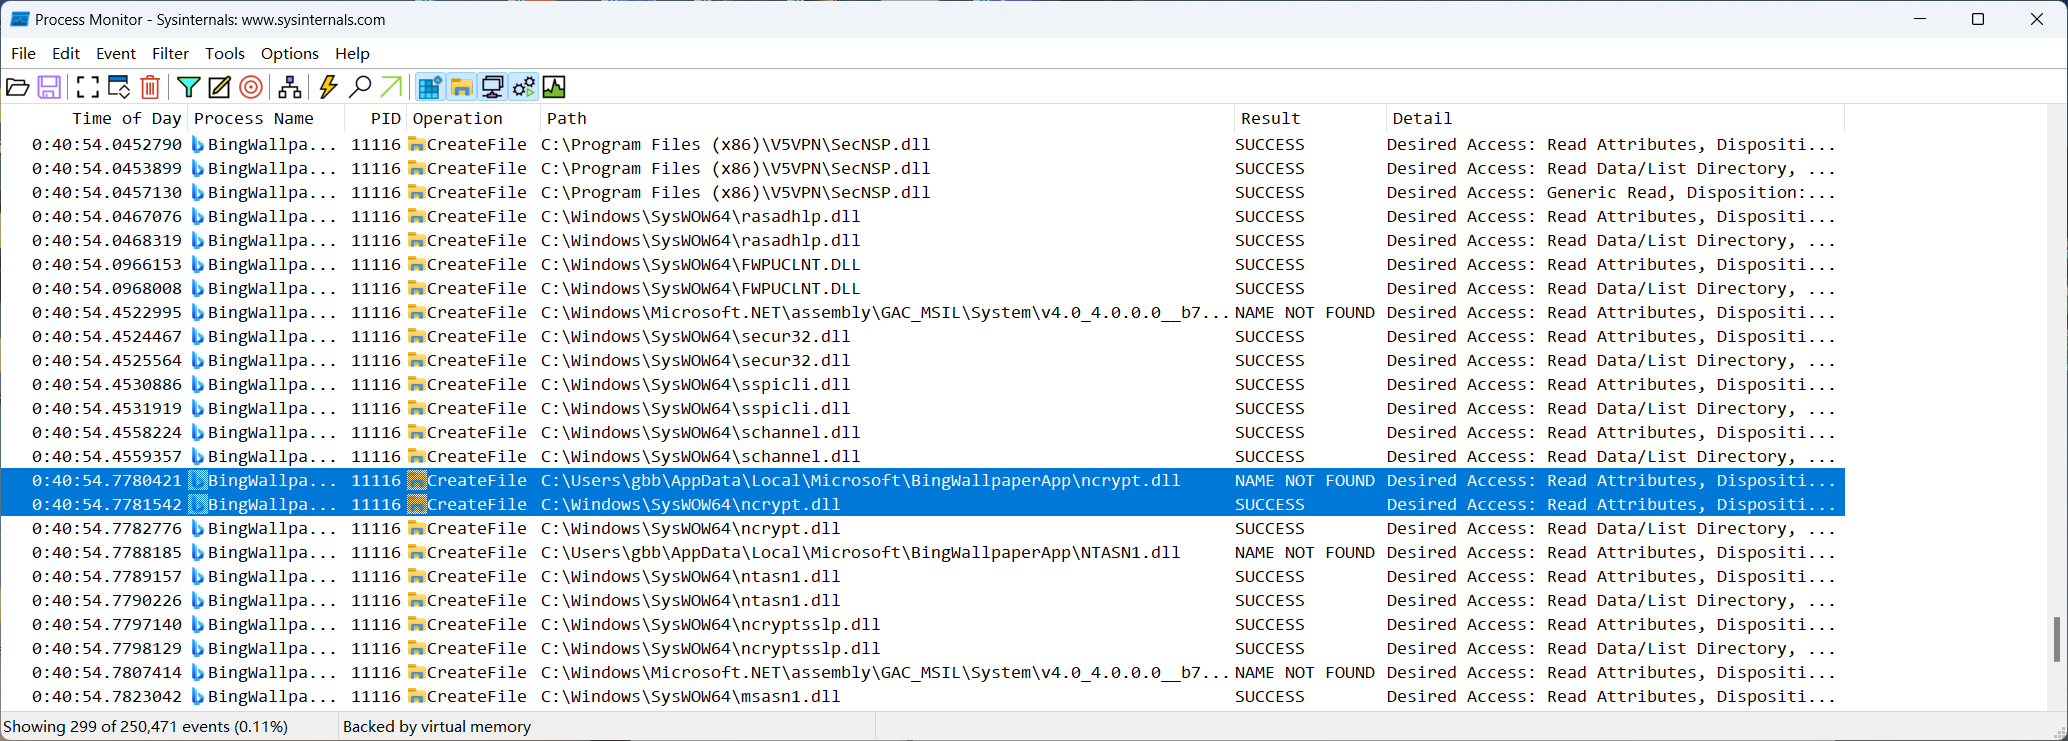 Process Monitor - Sysinternals: www.sysinternals.com
File Edit Event Filter Tools Options Help
Time of Day Process Name PID Operation Path Result Detail
0:40:54.0452790 BingWallpa... 11116 CreateFile C:\Program Files (x86)\V5VPN\SecNSP.dll SUCCESS Desired Access: Read Attributes, Dispositi...
0:40:54.0453899 BingWallpa... 11116 CreateFile C:\Program Files (x86)\V5VPN\SecNSP.dll SUCCESS Desired Access: Read Data/List Directory, ...
0:40:54.0457130 BingWallpa... 11116 CreateFile C:\Program Files (x86)\V5VPN\SecNSP.dll SUCCESS Desired Access: Generic Read, Disposition:...
0:40:54.0467076 BingWallpa... 11116 CreateFile C:\Windows\SysWOW64\rasadhlp.dll SUCCESS Desired Access: Read Attributes, Dispositi...
0:40:54.0468319 BingWallpa... 11116 CreateFile C:\Windows\SysWOW64\rasadhlp.dll SUCCESS Desired Access: Read Data/List Directory, ...
0:40:54.0966153 BingWallpa... 11116 CreateFile C:\Windows\SysWOW64\FWPUCLNT.DLL SUCCESS Desired Access: Read Attributes, Dispositi...
0:40:54.0968008 BingWallpa... 11116 CreateFile C:\Windows\SysWOW64\FWPUCLNT.DLL SUCCESS Desired Access: Read Data/List Directory, ...
0:40:54.4522995 BingWallpa... 11116 CreateFile C:\Windows\Microsoft.NET\assembly\GAC_MSIL\System\v4.0_4.0.0.0__b7... NAME NOT FOUND Desired Access: Read Attributes, Dispositi...
0:40:54.4524467 BingWallpa... 11116 CreateFile C:\Windows\SysWOW64\secur32.dll SUCCESS Desired Access: Read Attributes, Dispositi...
0:40:54.4525564 BingWallpa... 11116 CreateFile C:\Windows\SysWOW64\secur32.dll SUCCESS Desired Access: Read Data/List Directory, ...
0:40:54.4530886 BingWallpa... 11116 CreateFile C:\Windows\SysWOW64\sspicli.dll SUCCESS Desired Access: Read Attributes, Dispositi...
0:40:54.4531919 BingWallpa... 11116 CreateFile C:\Windows\SysWOW64\sspicli.dll SUCCESS Desired Access: Read Data/List Directory, ...
0:40:54.4558224 BingWallpa... 11116 CreateFile C:\Windows\SysWOW64\schannel.dll SUCCESS Desired Access: Read Attributes, Dispositi...
0:40:54.4559357 BingWallpa... 11116 CreateFile C:\Windows\SysWOW64\schannel.dll SUCCESS Desired Access: Read Data/List Directory, ...
0:40:54.7780421 BingWallpa... 11116 CreateFile C:\Users\gbb\AppData\Local\Microsoft\BingWallpaperApp\ncrypt.dll NAME NOT FOUND Desired Access: Read Attributes, Dispositi...
0:40:54.7781542 BingWallpa... 11116 CreateFile C:\Windows\SysWOW64\ncrypt.dll SUCCESS Desired Access: Read Attributes, Dispositi...
0:40:54.7782776 BingWallpa... 11116 CreateFile C:\Windows\SysWOW64\ncrypt.dll SUCCESS Desired Access: Read Data/List Directory, ...
0:40:54.7788185 BingWallpa... 11116 CreateFile C:\Users\gbb\AppData\Local\Microsoft\BingWallpaperApp\NTASN1.dll NAME NOT FOUND Desired Access: Read Attributes, Dispositi...
0:40:54.7789157 BingWallpa... 11116 CreateFile C:\Windows\SysWOW64\ntasn1.dll SUCCESS Desired Access: Read Attributes, Dispositi...
0:40:54.7790226 BingWallpa... 11116 CreateFile C:\Windows\SysWOW64\ntasn1.dll SUCCESS Desired Access: Read Data/List Directory, ...
0:40:54.7797140 BingWallpa... 11116 CreateFile C:\Windows\SysWOW64\ncryptsslp.dll SUCCESS Desired Access: Read Attributes, Dispositi...
0:40:54.7798129 BingWallpa... 11116 CreateFile C:\Windows\SysWOW64\ncryptsslp.dll SUCCESS Desired Access: Read Data/List Directory, ...
0:40:54.7807414 BingWallpa... 11116 CreateFile C:\Windows\Microsoft.NET\assembly\GAC_MSIL\System\v4.0_4.0.0.0__b7... NAME NOT FOUND Desired Access: Read Attributes, Dispositi...
0:40:54.7823042 BingWallpa... 11116 CreateFile C:\Windows\SysWOW64\msasn1.dll SUCCESS Desired Access: Read Attributes, Dispositi...
Showing 299 of 250,471 events (0.11%) Backed by virtual memory